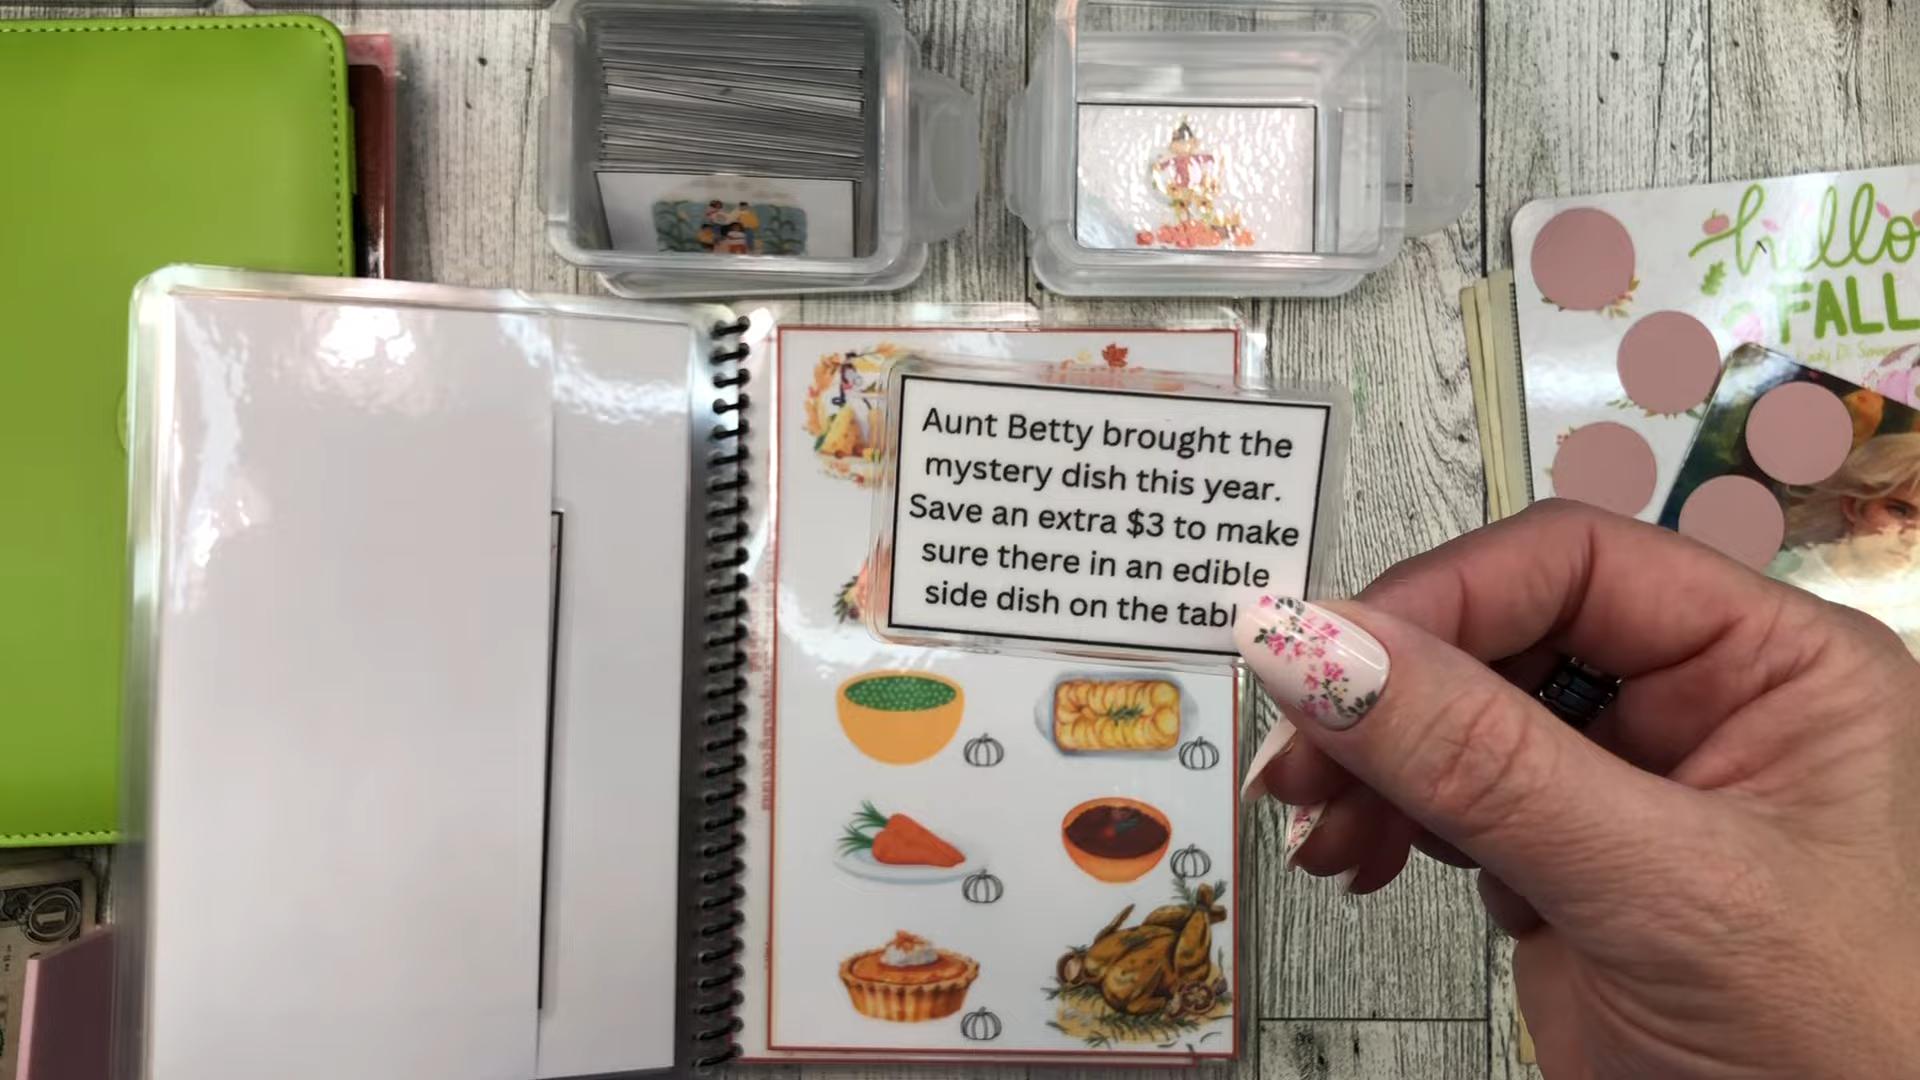 hello
FALL
Aunt Betty brought the
mystery dish this year.
Save an extra $3 to make
sure there in an edible
side dish on the tabl
1